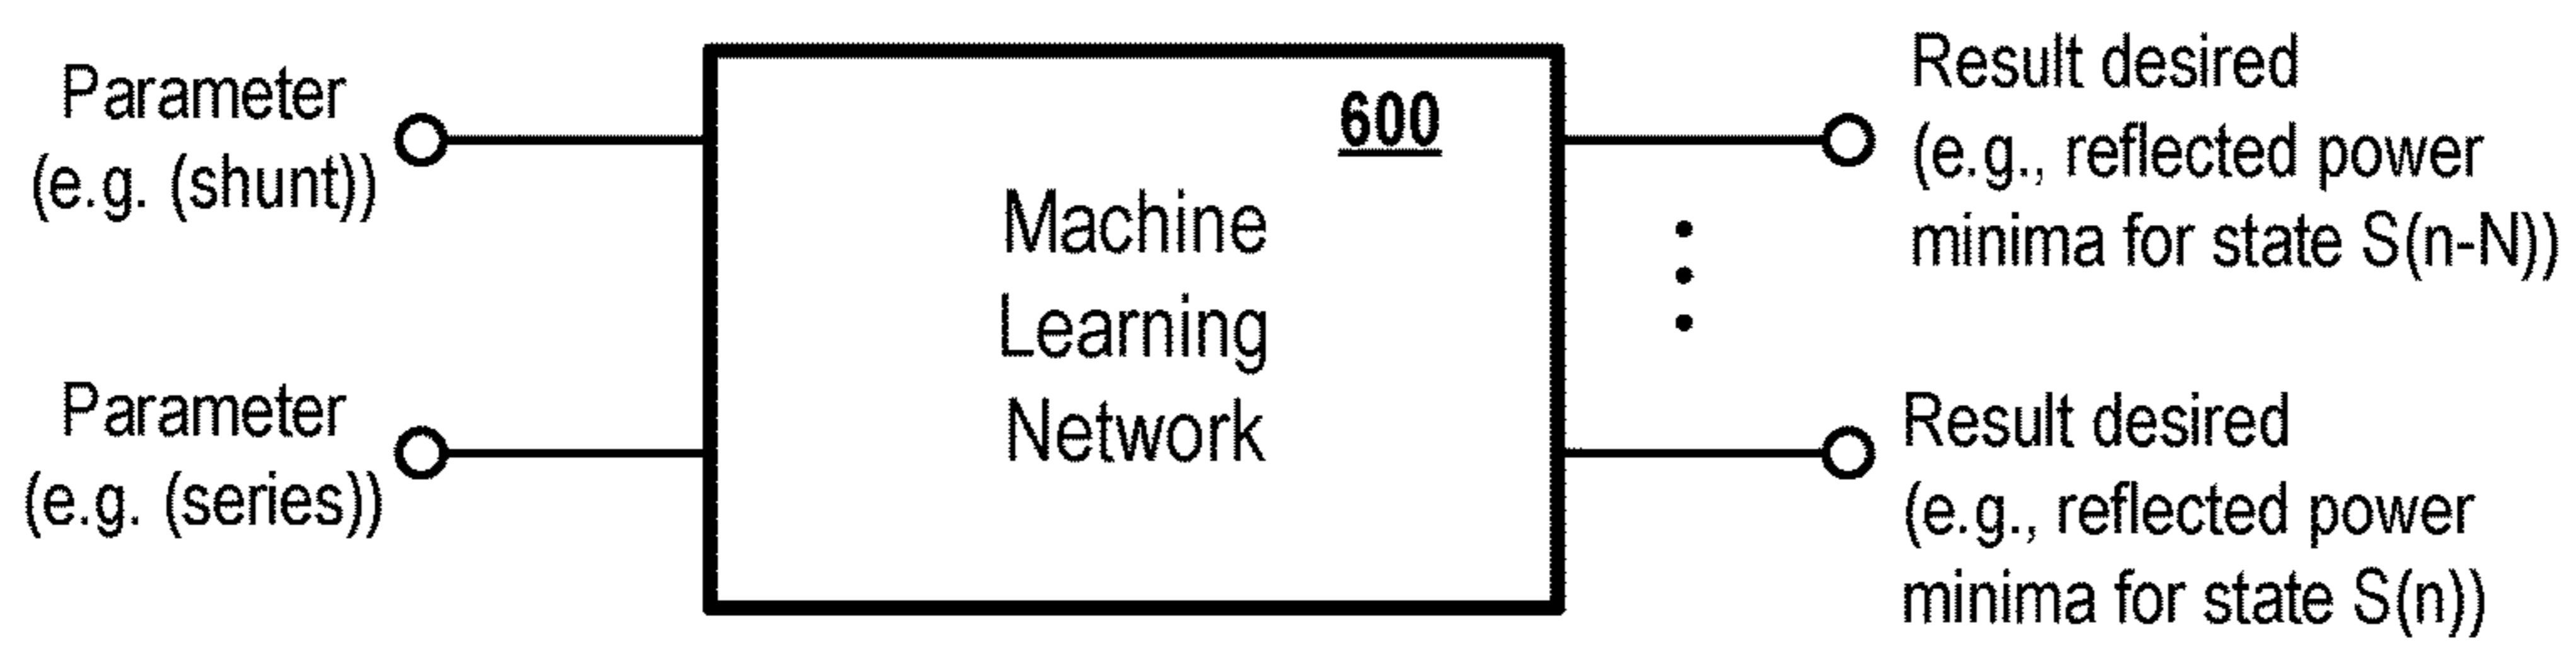 Parameter
(e.g. (shunt))
Parameter
(e.g. (series))
600
Machine
Learning
Network
Result desired
(e.g., reflected power
minima for state S(n-N))
Result desired
(e.g., reflected power
minima for state S(n))